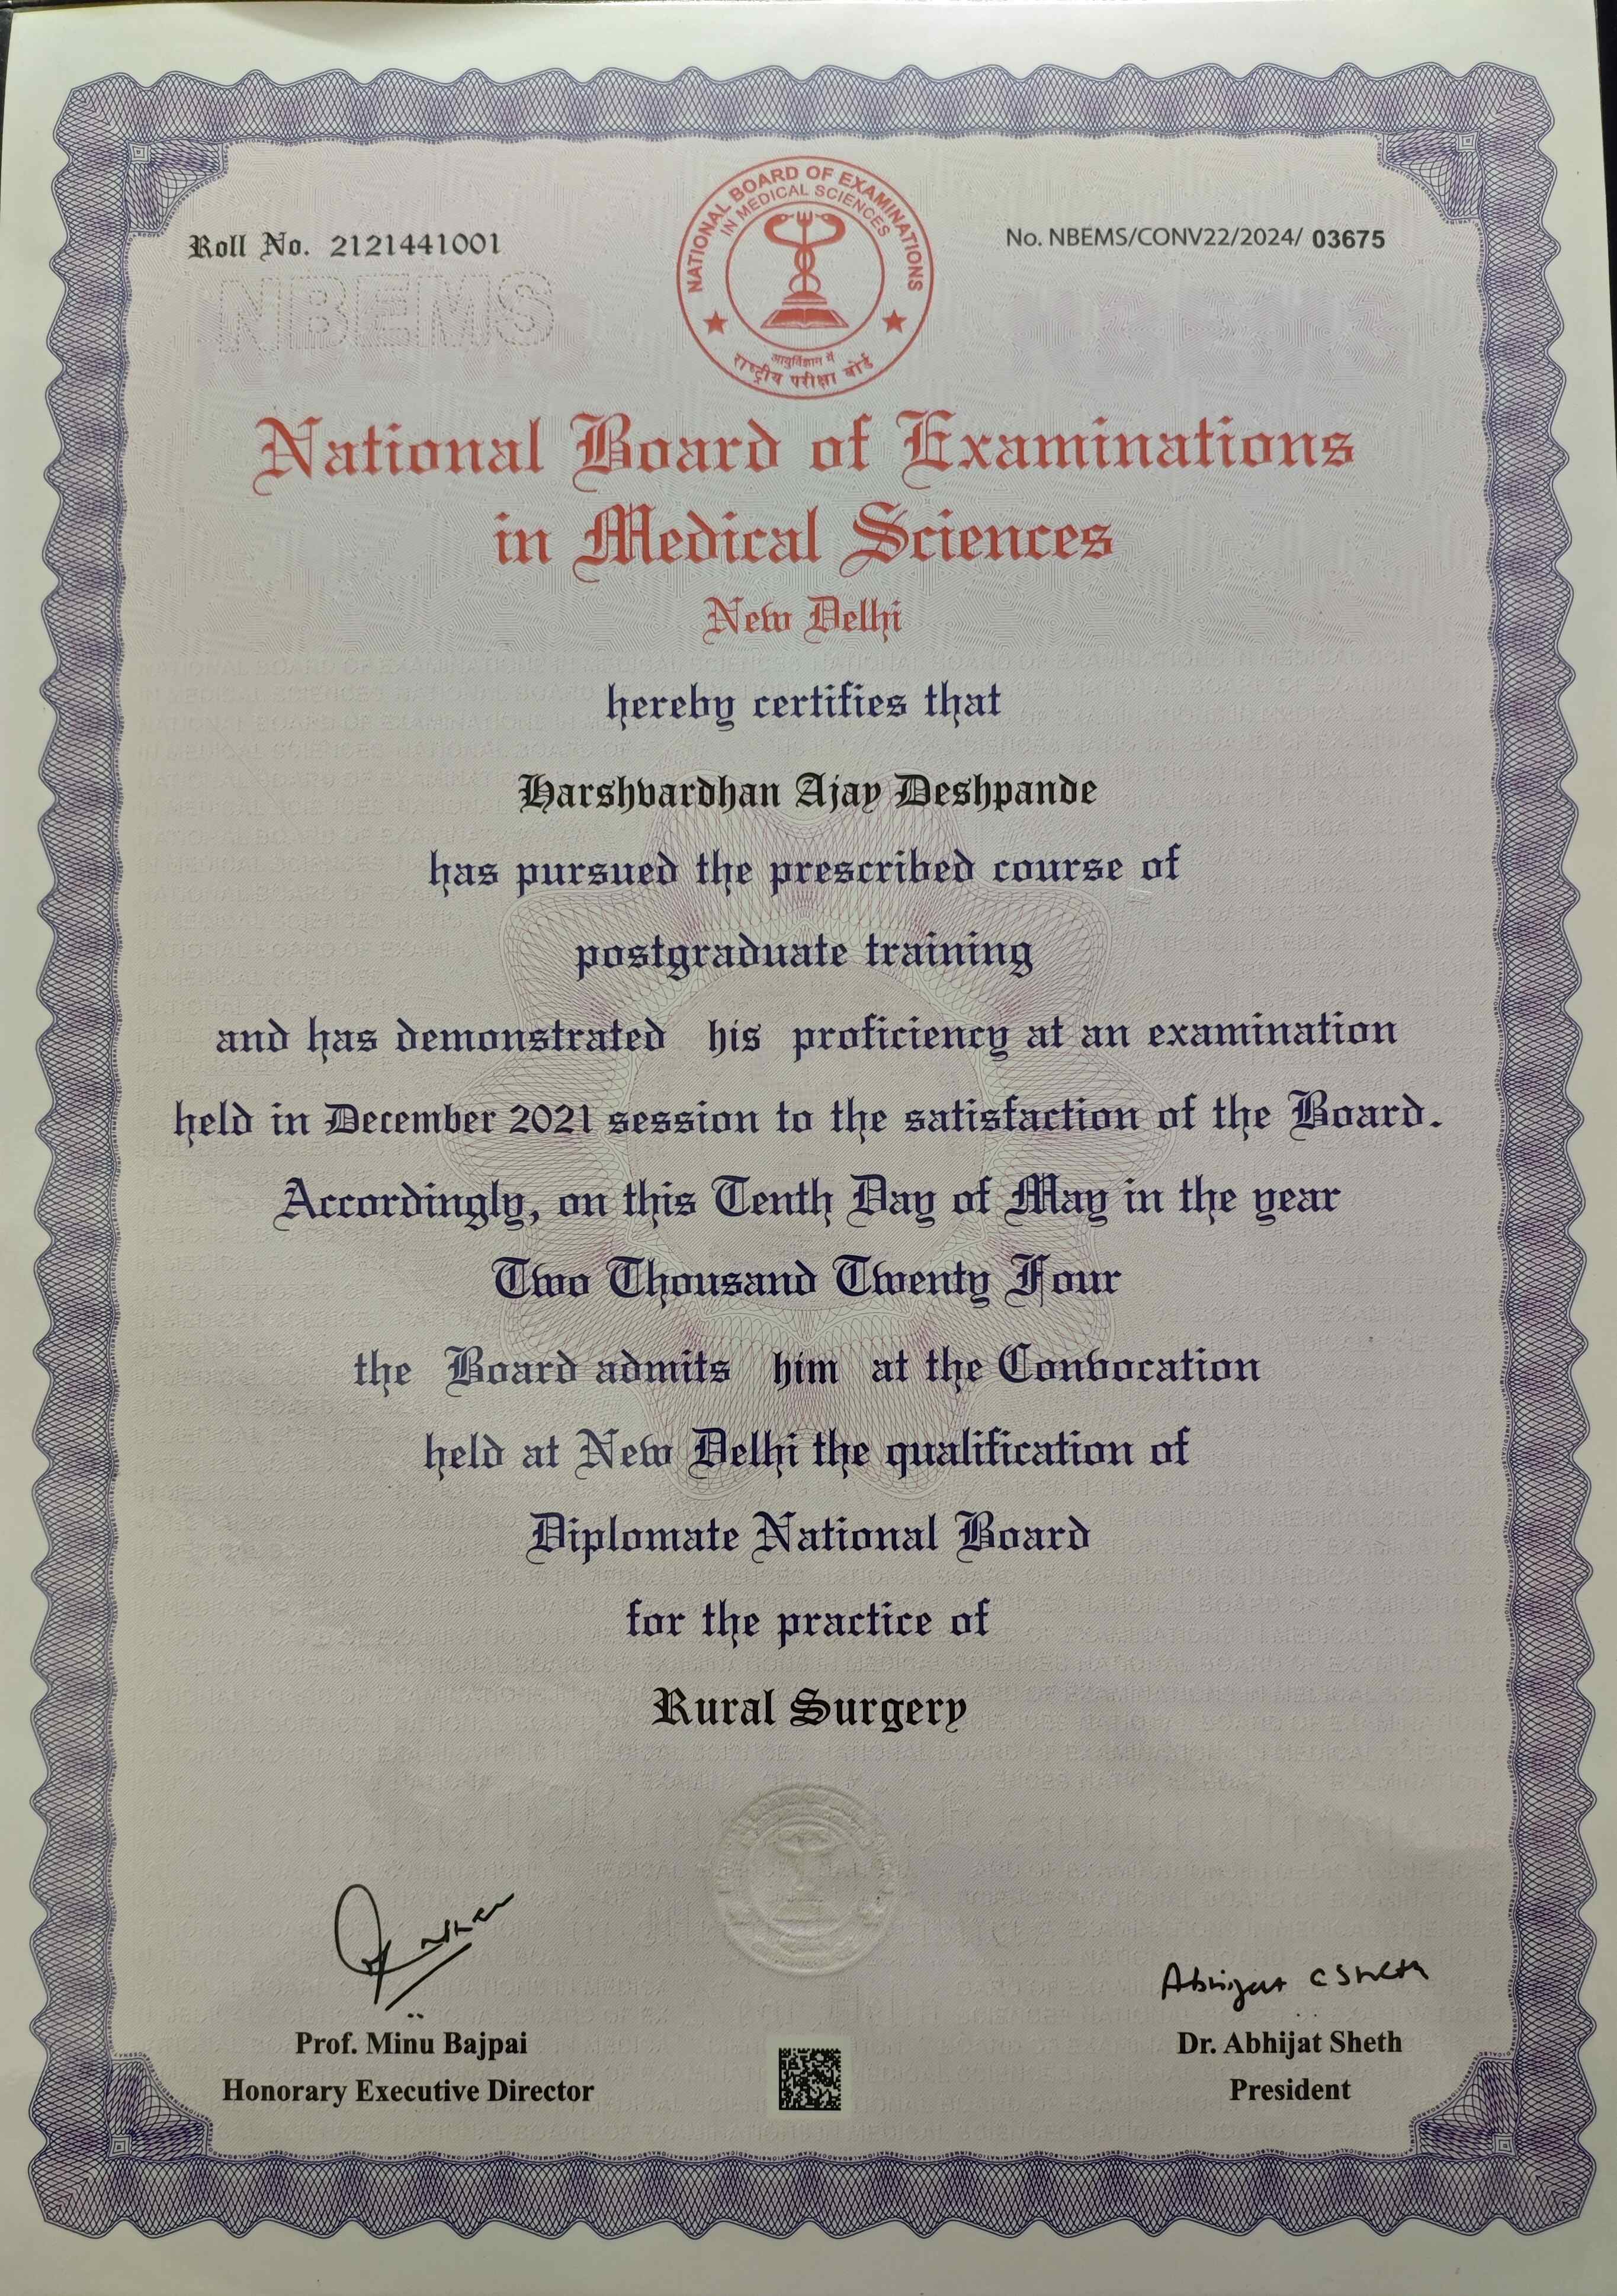 Roll No. 2121441001
No. NBEMS/CONV22/2024/ 03675
NATIONAL BOARD OF EXAMINATIONS
IN MEDICAL SCIENCES
आयुर्विज्ञान में
राष्ट्रीय परीक्षा बोर्ड
NBEMS
National Board of Examinations
in Medical Sciences
New Delhi
hereby certifies that
Harshvardhan Ajay Deshpande
has pursued the prescribed course of
postgraduate training
and has demonstrated his proficiency at an examination
held in December 2021 session to the satisfaction of the Board.
Accordingly, on this Tenth Day of May in the year
Two Thousand Twenty Four
the Board admits him at the Convocation
held at New Delhi the qualification of
Diplomate National Board
for the practice of
Rural Surgery
Abhijat C Sheth
Prof. Minu Bajpai
Honorary Executive Director
Dr. Abhijat Sheth
President